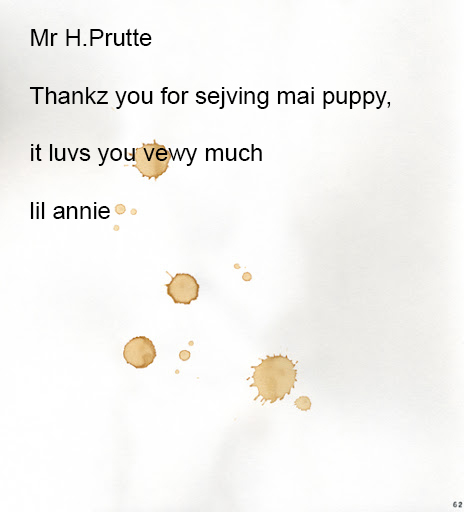 Mr H.Prutte
Thankz you for sejving mai puppy,
it luvs you vewy much
lil annie
62